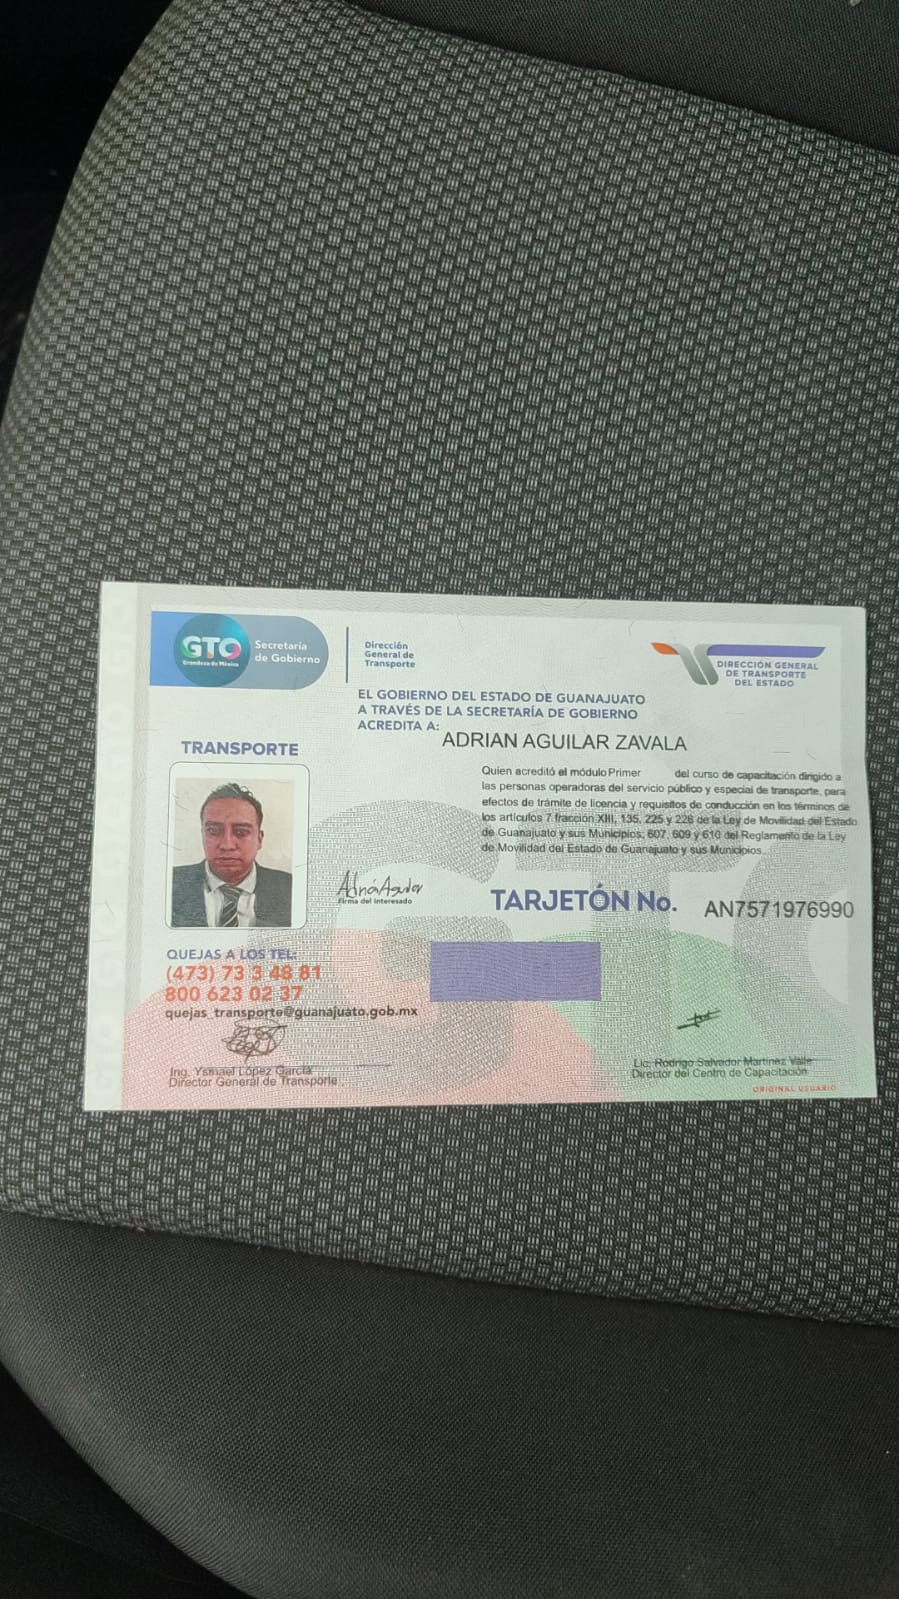 GTO
Grandeza de México
Secretaría
de Gobierno
Dirección
General de
Transporte
DIRECCIÓN GENERAL
DE TRANSPORTE
DEL ESTADO
EL GOBIERNO DEL ESTADO DE GUANAJUATO
A TRAVÉS DE LA SECRETARÍA DE GOBIERNO
ACREDITA A:
ADRIAN AGUILAR ZAVALA
TRANSPORTE
Quien acreditó el módulo Primer del curso de capacitación dirigido a
las personas operadoras del servicio público y especial de transporte, para
efectos de trámite de licencia y requisitos de conducción en los términos de
los artículos 7 fracción XIII, 135, 225 y 226 de la Ley de Movilidad del Estado
de Guanajuato y sus Municipios; 607, 609 y 610 del Reglamento de la Ley
de Movilidad del Estado de Guanajuato y sus Municipios.
Adrián Aguilar
Firma del interesado
TARJETÓN No. AN7571976990
QUEJAS A LOS TEL:
(473) 73 3 48 81
800 623 02 37
quejas_transporte@guanajuato.gob.mx
Ing. Ysmael López García
Director General de Transporte
Lic. Rodrigo Salvador Martínez Valle
Director del Centro de Capacitación
ORIGINAL USUARIO